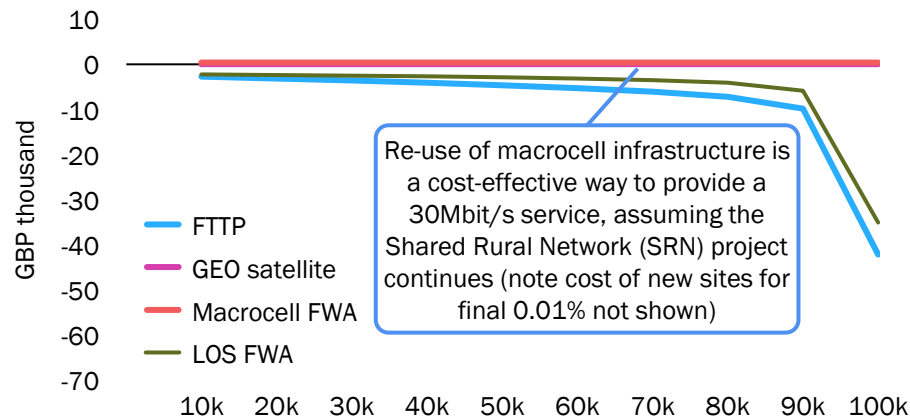 10
0
-10
-20
-30
-40
-50
-60
-70
GBP thousand
FTTP
GEO satellite
Macrocell FWA
LOS FWA
Re-use of macrocell infrastructure is
a cost-effective way to provide a
30Mbit/s service, assuming the
Shared Rural Network (SRN) project
continues (note cost of new sites for
final 0.01% not shown)
10k 20k 30k 40k 50k 60k 70k 80k 90k 100k